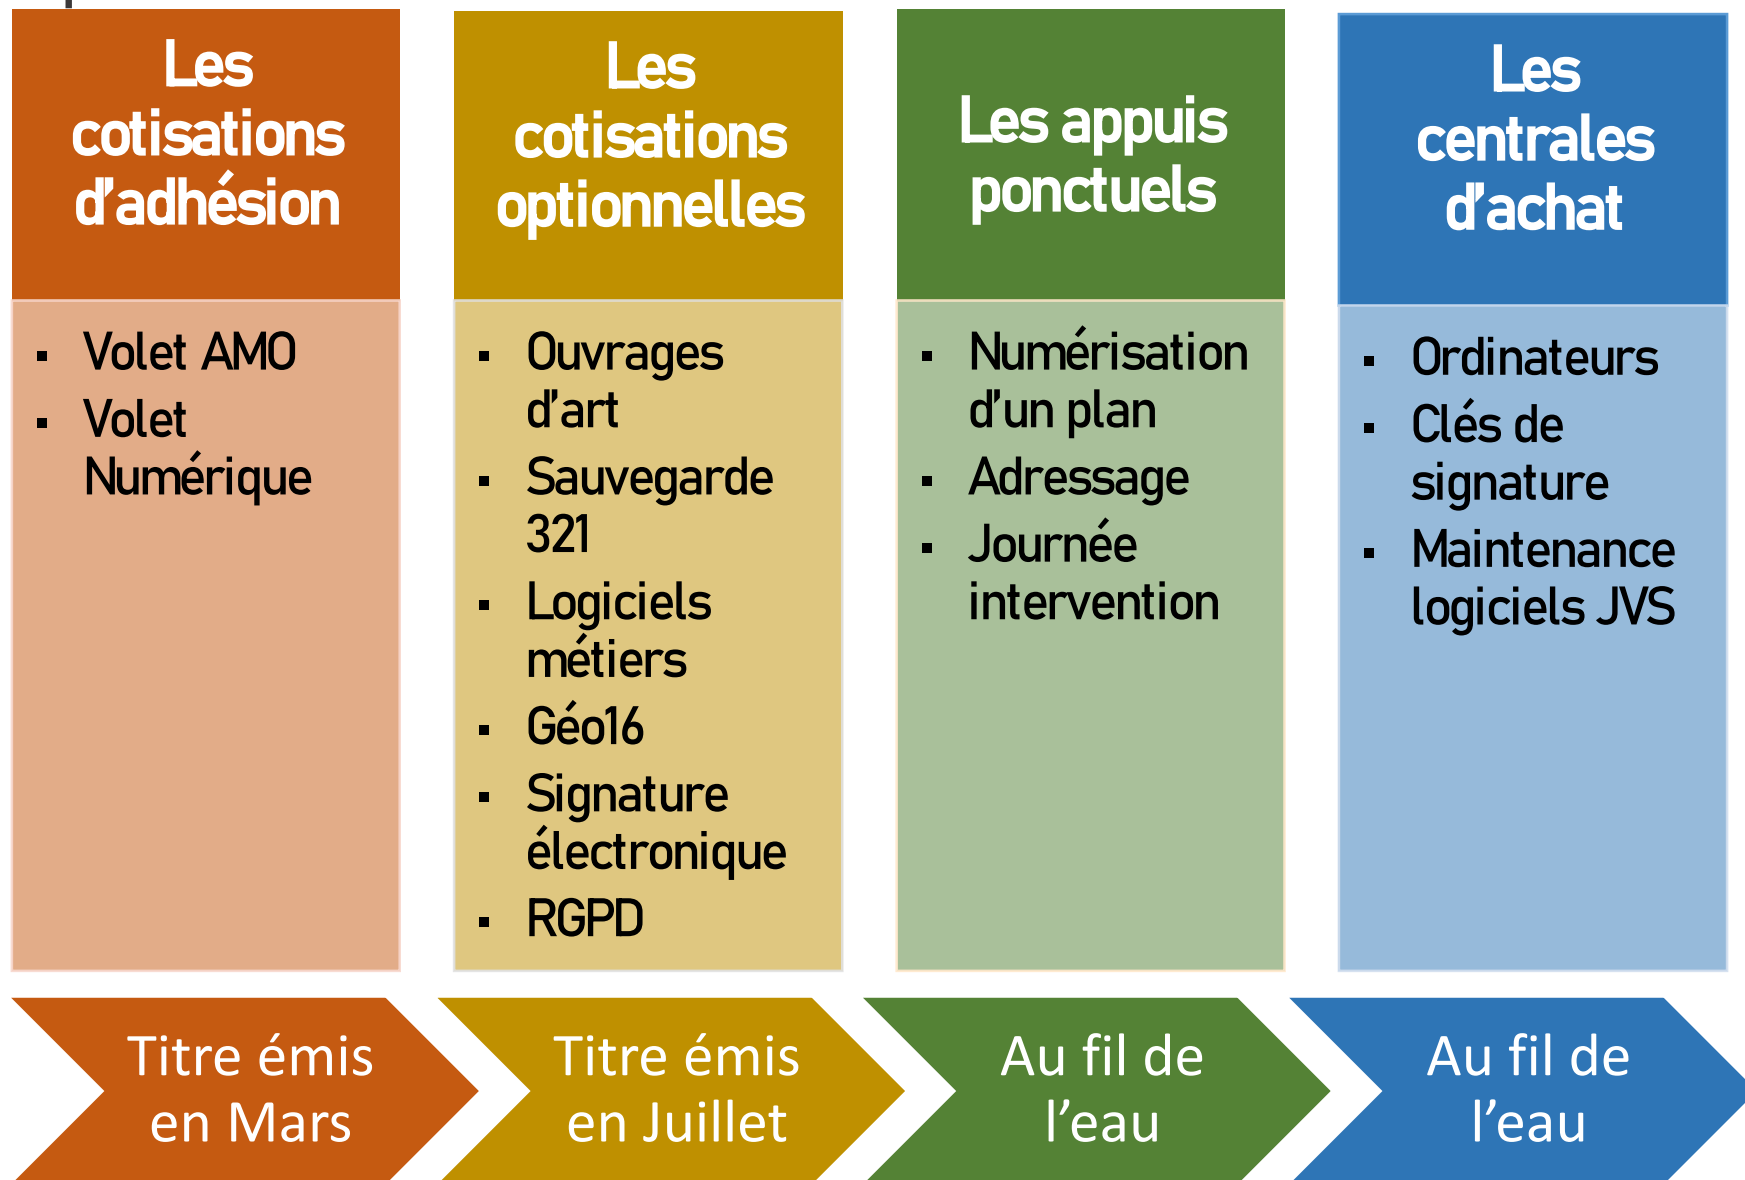 Les
cotisations
d'adhésion
▪ Volet AMO
▪ Volet
Numérique
Titre émis
en Mars
Les
cotisations
optionnelles
▪ Ouvrages
d'art
▪ Sauvegarde
321
▪ Logiciels
métiers
▪ Géo16
▪ Signature
électronique
▪ RGPD
Titre émis
en Juillet
Les appuis
ponctuels
▪ Numérisation
d'un plan
▪ Adressage
▪ Journée
intervention
Au fil de
l'eau
Les
centrales
d'achat
▪ Ordinateurs
▪ Clés de
signature
▪ Maintenance
logiciels JVS
Au fil de
l'eau